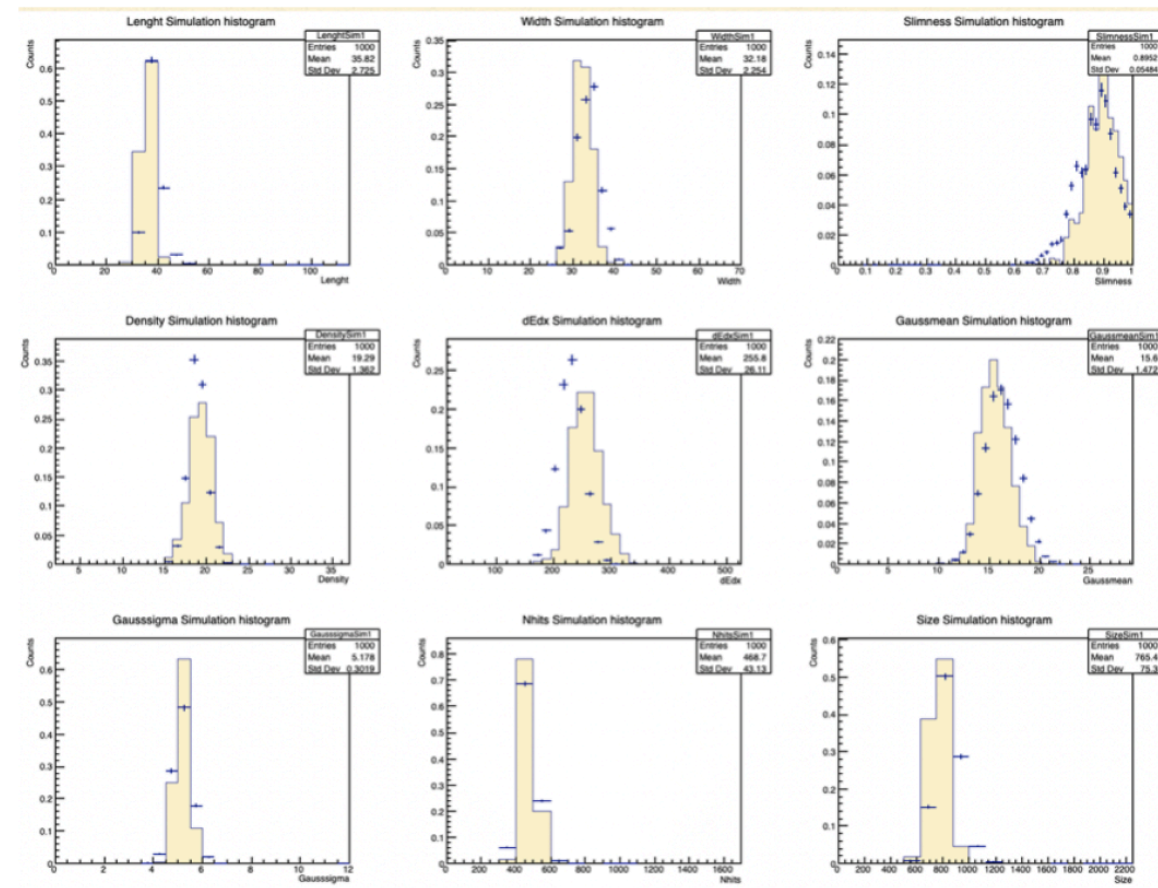 Lenght Simulation histogram
Counts
LenghtSim1
Entries 1000
Mean 35.82
Std Dev 2.725
0.6
0.5
0.4
0.3
0.2
0.1
0
20 40 60 80 100
Lenght
Width Simulation histogram
Counts
WidthSim1
Entries 1000
Mean 32.18
Std Dev 2.254
0.35
0.3
0.25
0.2
0.15
0.1
0.05
0
10 20 30 40 50 60 70
Width
Slimness Simulation histogram
Counts
SlimnessSim1
Entries 1000
Mean 0.8952
Std Dev 0.05484
0.14
0.12
0.1
0.08
0.06
0.04
0.02
0
0.1 0.2 0.3 0.4 0.5 0.6 0.7 0.8 0.9 1
Slimness
Density Simulation histogram
Counts
DensitySim1
Entries 1000
Mean 19.29
Std Dev 1.362
0.35
0.3
0.25
0.2
0.15
0.1
0.05
0
5 10 15 20 25 30 35
Density
dEdx Simulation histogram
Counts
dEdxSim1
Entries 1000
Mean 255.8
Std Dev 26.11
0.25
0.2
0.15
0.1
0.05
0
100 200 300 400 500
dEdx
Gaussmean Simulation histogram
Counts
GaussmeanSim1
Entries 1000
Mean 15.6
Std Dev 1.472
0.22
0.2
0.18
0.16
0.14
0.12
0.1
0.08
0.06
0.04
0.02
0
0 5 10 15 20 25
Gaussmean
Gausssigma Simulation histogram
Counts
GausssigmaSim1
Entries 1000
Mean 5.178
Std Dev 0.3019
0.6
0.5
0.4
0.3
0.2
0.1
0
2 4 6 8 10 12
Gausssigma
Nhits Simulation histogram
Counts
NhitsSim1
Entries 1000
Mean 468.7
Std Dev 43.13
0.8
0.7
0.6
0.5
0.4
0.3
0.2
0.1
0
0 200 400 600 800 1000 1200 1400 1600
Nhits
Size Simulation histogram
Counts
SizeSim1
Entries 1000
Mean 765.4
Std Dev 75.3
0.6
0.5
0.4
0.3
0.2
0.1
0
0 200 400 600 800 1000 1200 1400 1600 1800 2000 2200
Size